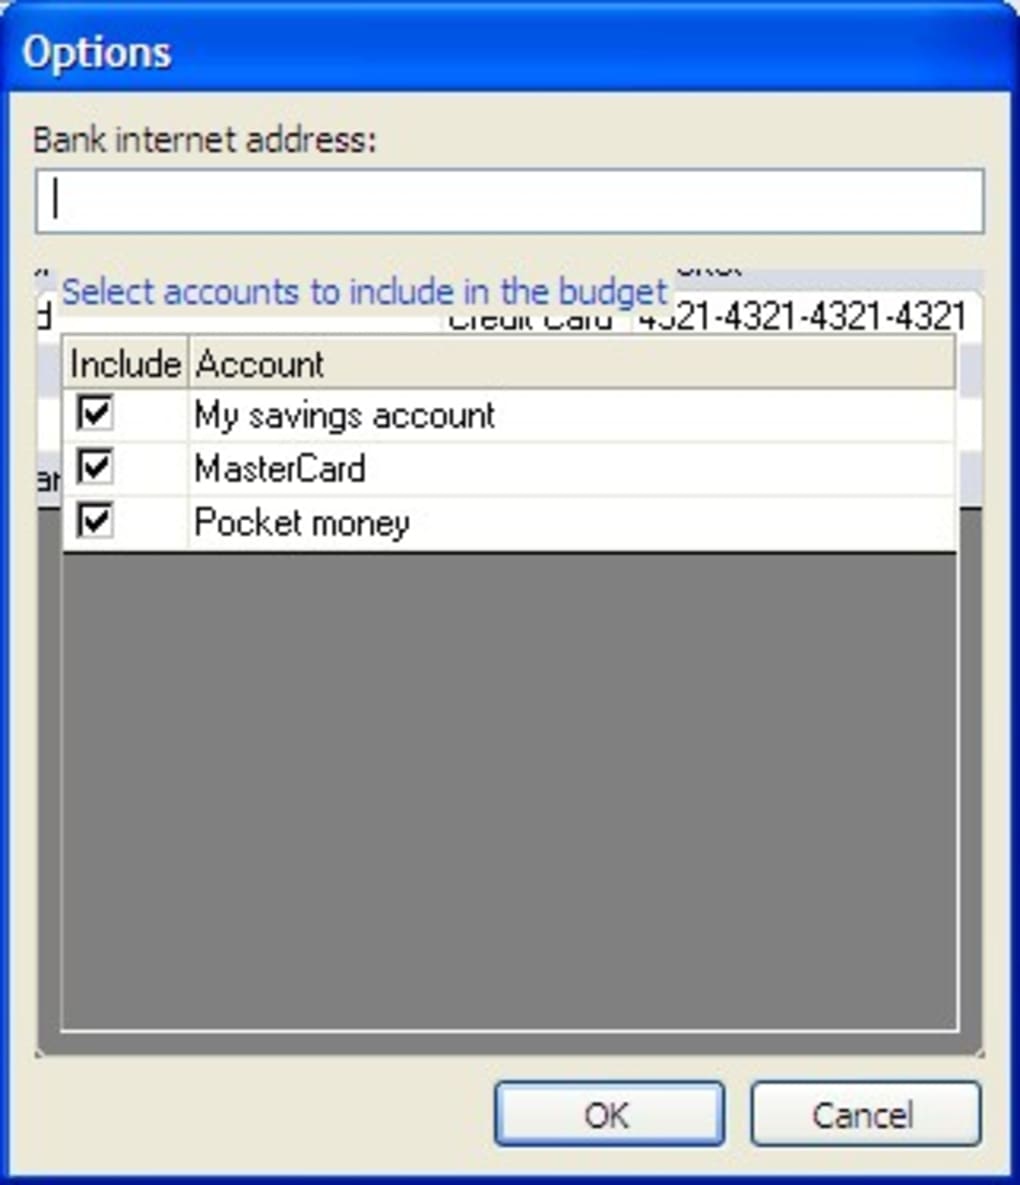 Options
Bank internet address:
Select accounts to include in the budget
d
Credit Card 4321-4321-4321-4321
Include Account
My savings account
MasterCard
Pocket money
OK
Cancel